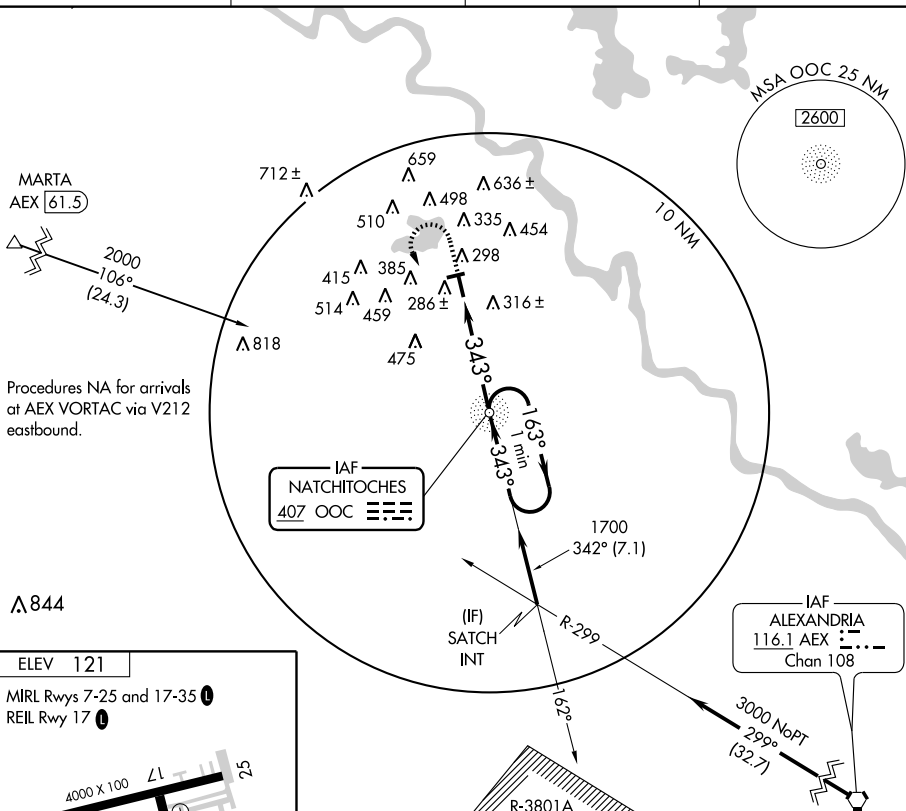 MSA OOC 25 NM
2600
MARTA
AEX 61.5
2000
106°
(24.3)
712 ±
659
636 ±
498
510
335
454
298
415
385
514
459
286 ±
316 ±
475
818
10 NM
343°
Procedures NA for arrivals
at AEX VORTAC via V212
eastbound.
163°
1 min
343°
IAF
NATCHITOCHES
407 OOC
1700
342° (7.1)
844
(IF)
SATCH
INT
R-299
162°
IAF
ALEXANDRIA
116.1 AEX
Chan 108
3000 NoPT
299°
(32.7)
ELEV 121
MIRL Rwys 7-25 and 17-35 L
REIL Rwy 17 L
4000 X 100
17
25
R-3801A